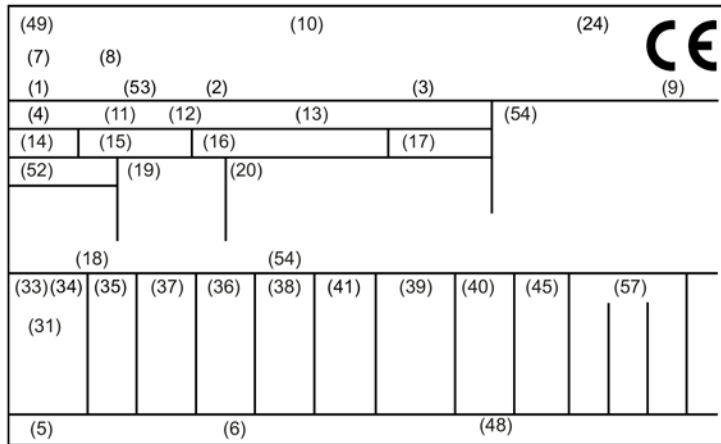 (49) (10) (24)
(7) (8) CE
(1) (53) (2) (3) (9)
(4) (11) (12) (13) (54)
(14) (15) (16) (17)
(52) (19) (20)
(18) (54)
(33)(34) (35) (37) (36) (38) (41) (39) (40) (45) (57)
(31)
(5) (6) (48)